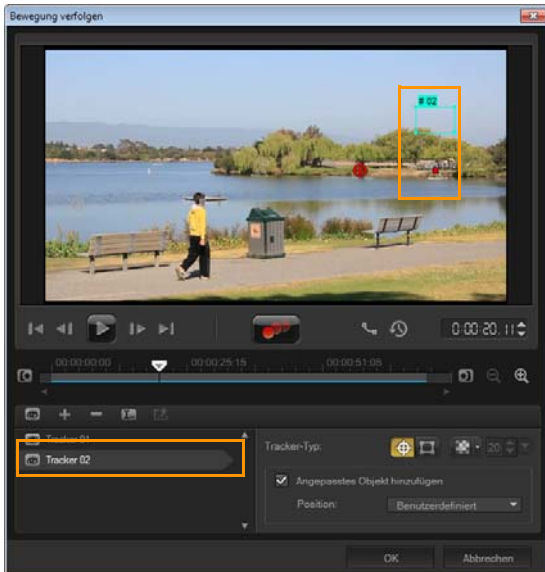 Bewegung verfolgen
# 02
0:00:20.11
00:00:00:00
00:00:25:15
00:00:51:05
Tracker 01
Tracker 02
Tracker-Typ:
20
Angepasstes Objekt hinzufügen
Position:
Benutzerdefiniert
OK
Abbrechen